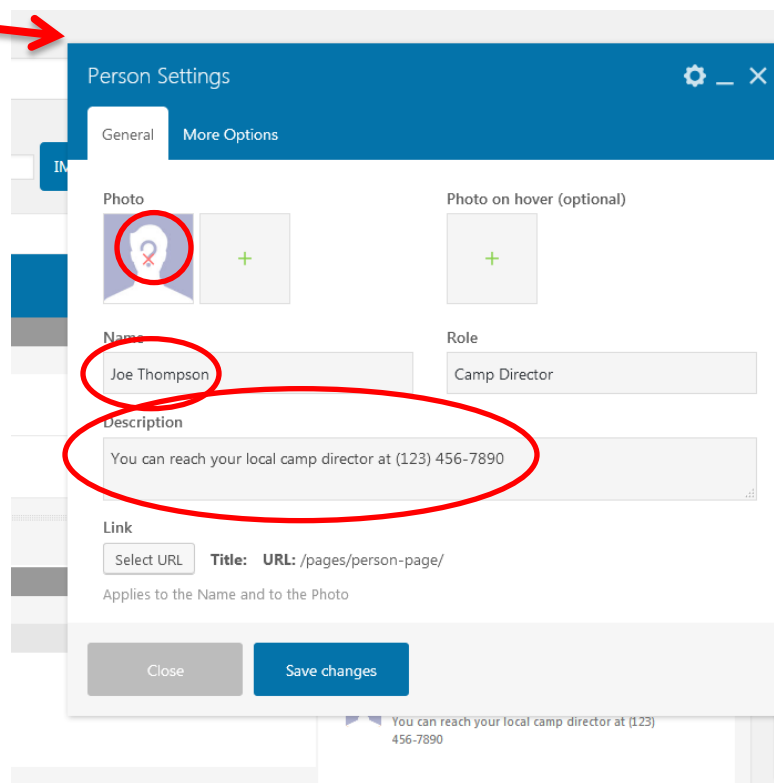 Person Settings
General More Options
IM
Photo Photo on hover (optional)
+ +
Name Role
Joe Thompson Camp Director
Description
You can reach your local camp director at (123) 456-7890
Link
Select URL Title: URL: /pages/person-page/
Applies to the Name and to the Photo
Close Save changes
You can reach your local camp director at (123)
456-7890